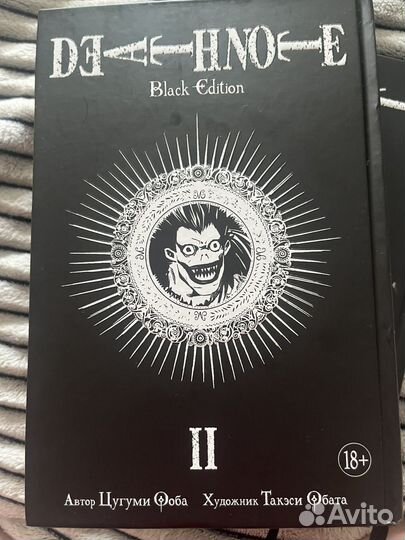 DEATH NOTE
Black Edition
II
18+
Автор Цугуми Ооба Художник Такэси Обата
Avito